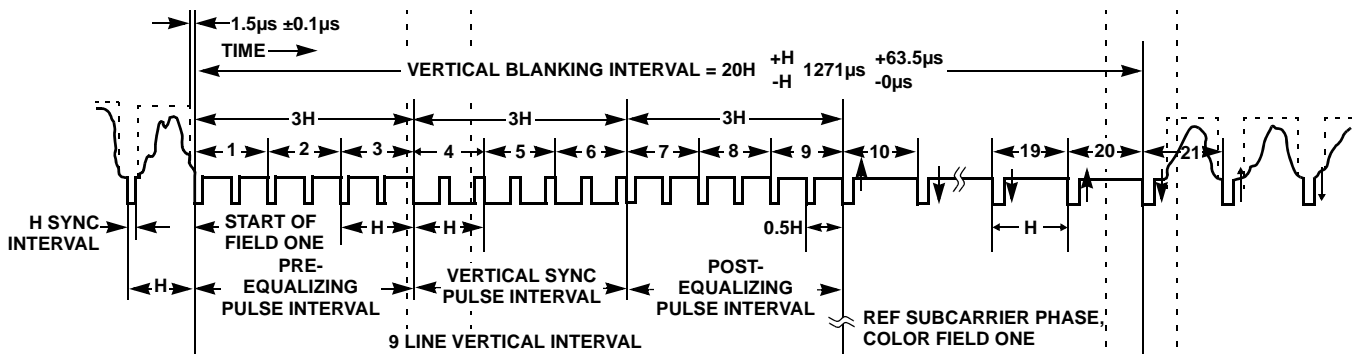 1.5µs ±0.1µs
TIME
VERTICAL BLANKING INTERVAL = 20H +H -H 1271µs +63.5µs -0µs
3H 3H 3H
1 2 3 4 5 6 7 8 9 10 19 20 21
H SYNC
INTERVAL
START OF
FIELD ONE
H H 0.5H H
H
PRE-
EQUALIZING
PULSE INTERVAL
VERTICAL SYNC
PULSE INTERVAL
POST-
EQUALIZING
PULSE INTERVAL
REF SUBCARRIER PHASE,
COLOR FIELD ONE
9 LINE VERTICAL INTERVAL